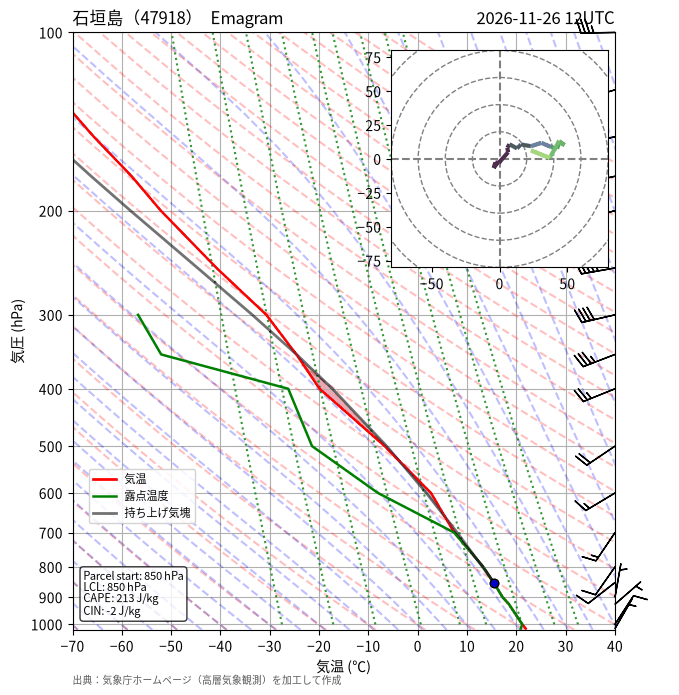 石垣島（47918） Emagram
2026-11-26 12UTC
100
200
300
400
500
600
700
800
900
1000
気圧 (hPa)
75
50
25
0
−25
−50
−75
−50
0
50
気温
露点温度
持ち上げ気塊
Parcel start: 850 hPa
LCL: 850 hPa
CAPE: 213 J/kg
CIN: -2 J/kg
−70
−60
−50
−40
−30
−20
−10
0
10
20
30
40
気温 (°C)
出典：気象庁ホームページ（高層気象観測）を加工して作成